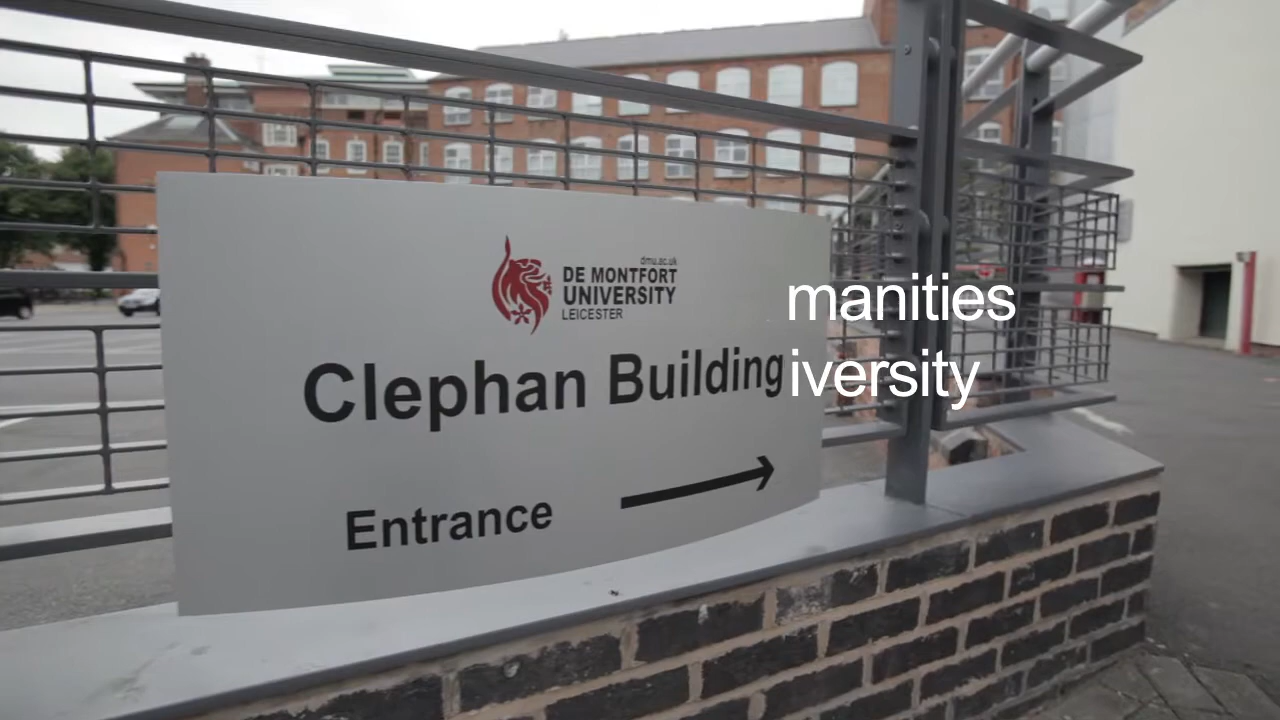 dmu.ac.uk
DE MONTFORT
UNIVERSITY
LEICESTER
Clephan Building
Entrance
manities
iversity